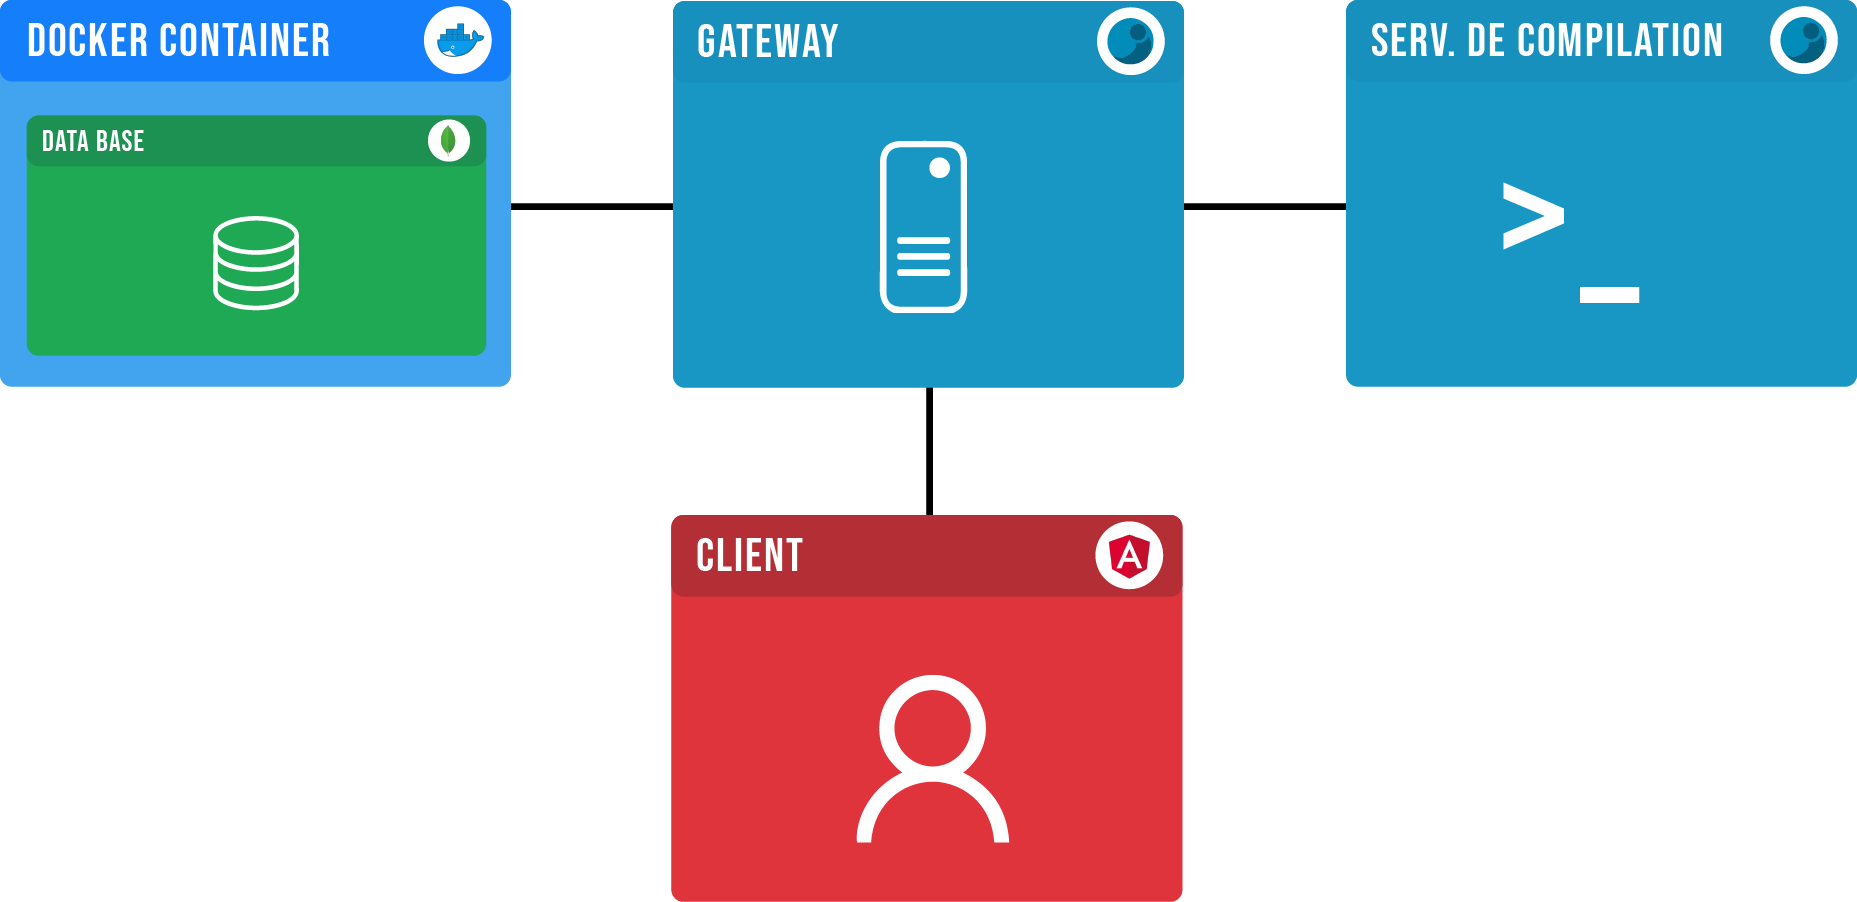 DOCKER CONTAINER
GATEWAY
SERV. DE COMPILATION
DATA BASE
>_
CLIENT
A